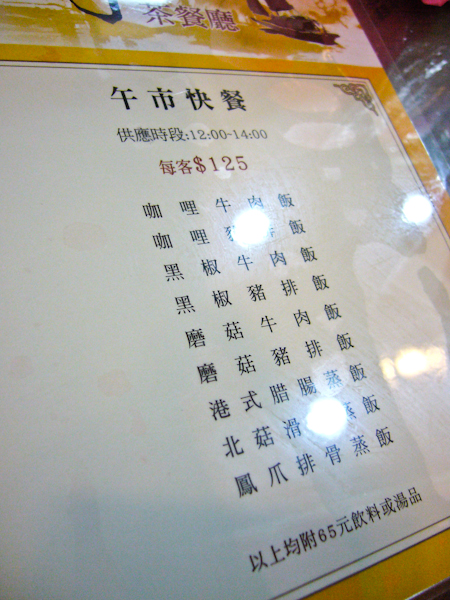 茶餐廳
午市快餐
供應時段:12:00-14:00
每客$125
咖哩牛肉飯
咖哩豬排飯
黑椒牛肉飯
黑椒豬排飯
磨菇牛肉飯
磨菇豬排飯
港式腊腸蒸飯
北菇滑蒸飯
鳳爪排骨蒸飯
以上均附65元飲料或湯品